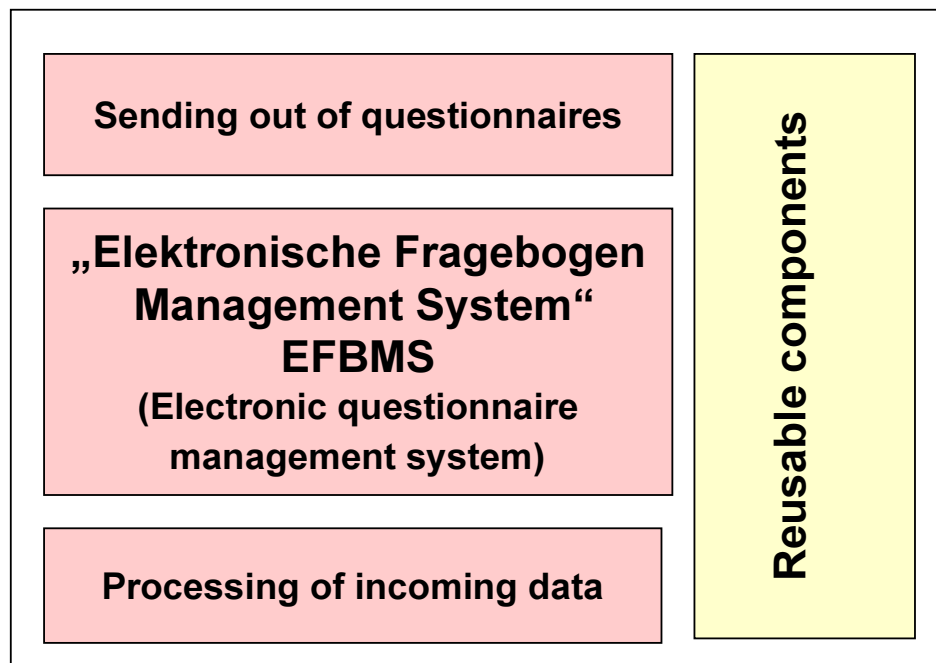 Sending out of questionnaires
„Elektronische Fragebogen
Management System“
EFBMS
(Electronic questionnaire
management system)
Processing of incoming data
Reusable components